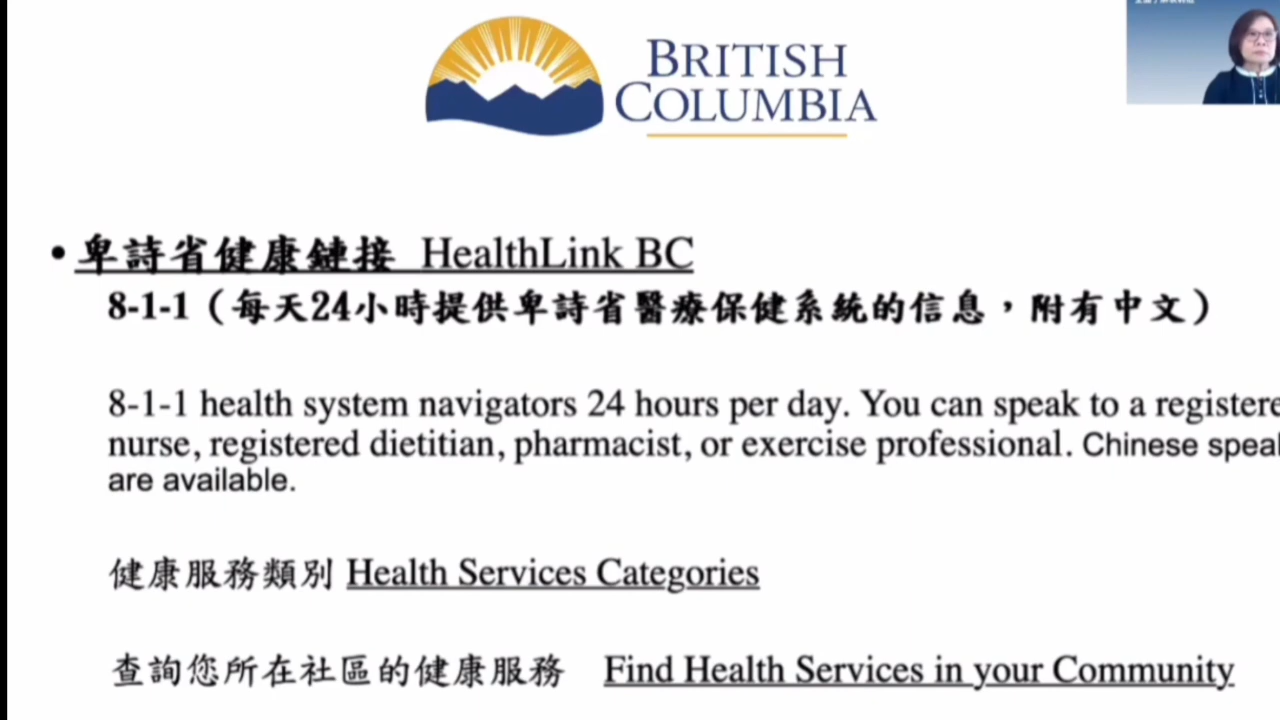 BRITISH
COLUMBIA
• 卑詩省健康鏈接 HealthLink BC
8-1-1（每天24小時提供卑詩省醫療保健系統的信息，附有中文）
8-1-1 health system navigators 24 hours per day. You can speak to a
nurse, registered dietitian, pharmacist, or exercise professional. Chinese
are available.
健康服務類別 Health Services Categories
查詢您所在社區的健康服務 Find Health Services in your Community